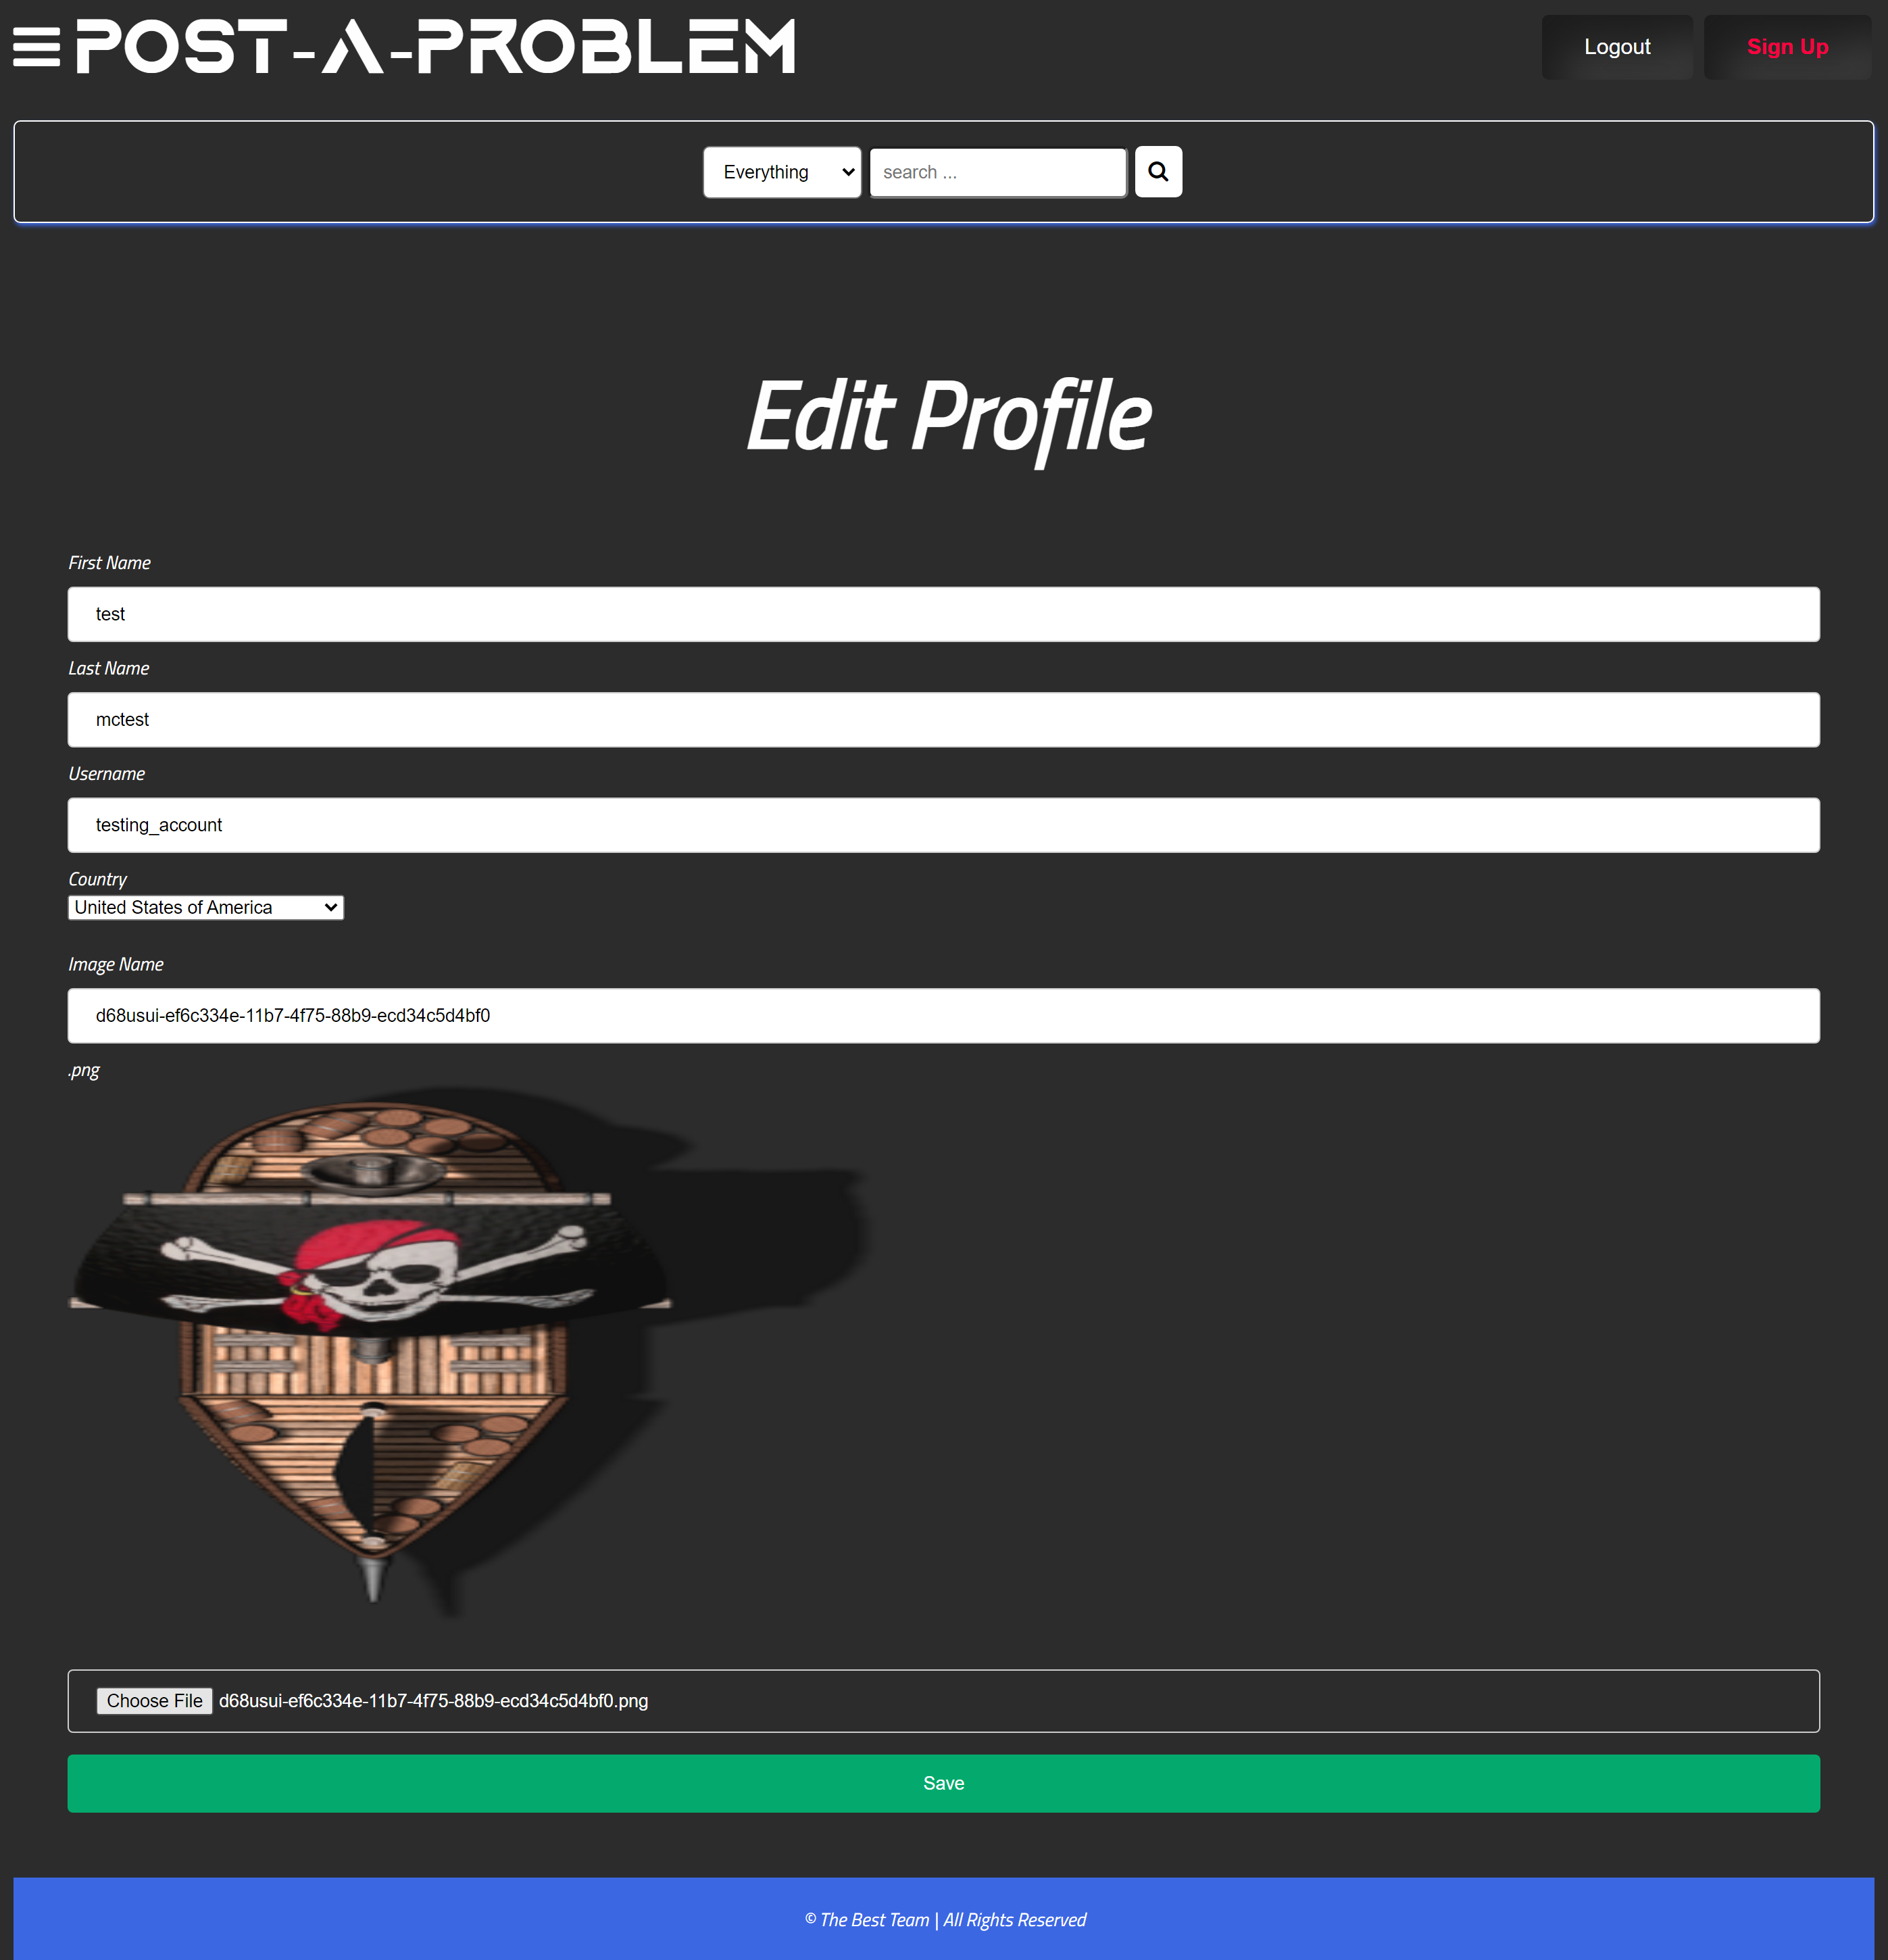 POST-A-PROBLEM
Logout
Sign Up
Everything
search ...
Edit Profile
First Name
test
Last Name
mctest
Username
testing_account
Country
United States of America
Image Name
d68usui-ef6c334e-11b7-4f75-88b9-ecd34c5d4bf0
.png
Choose File d68usui-ef6c334e-11b7-4f75-88b9-ecd34c5d4bf0.png
Save
© The Best Team | All Rights Reserved